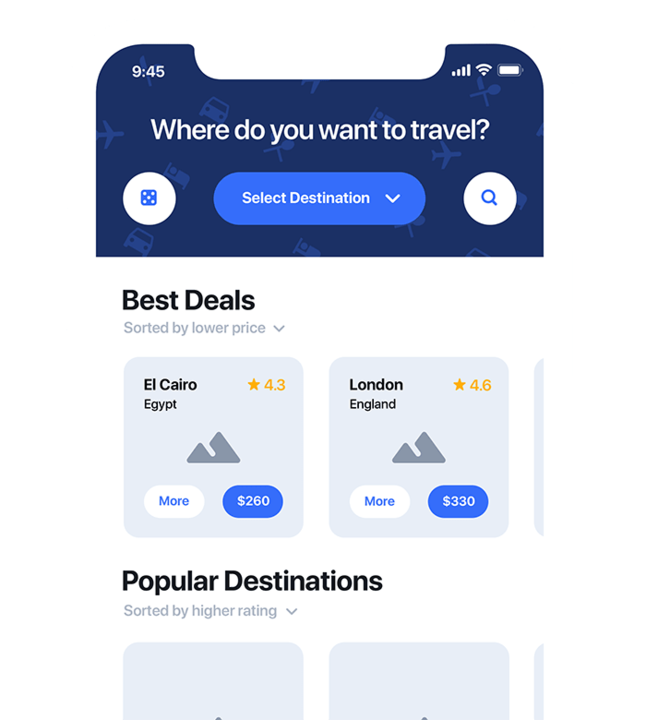 9:45
Where do you want to travel?
Select Destination
Best Deals
Sorted by lower price
El Cairo 4.3
Egypt
More $260
London 4.6
England
More $330
Popular Destinations
Sorted by higher rating